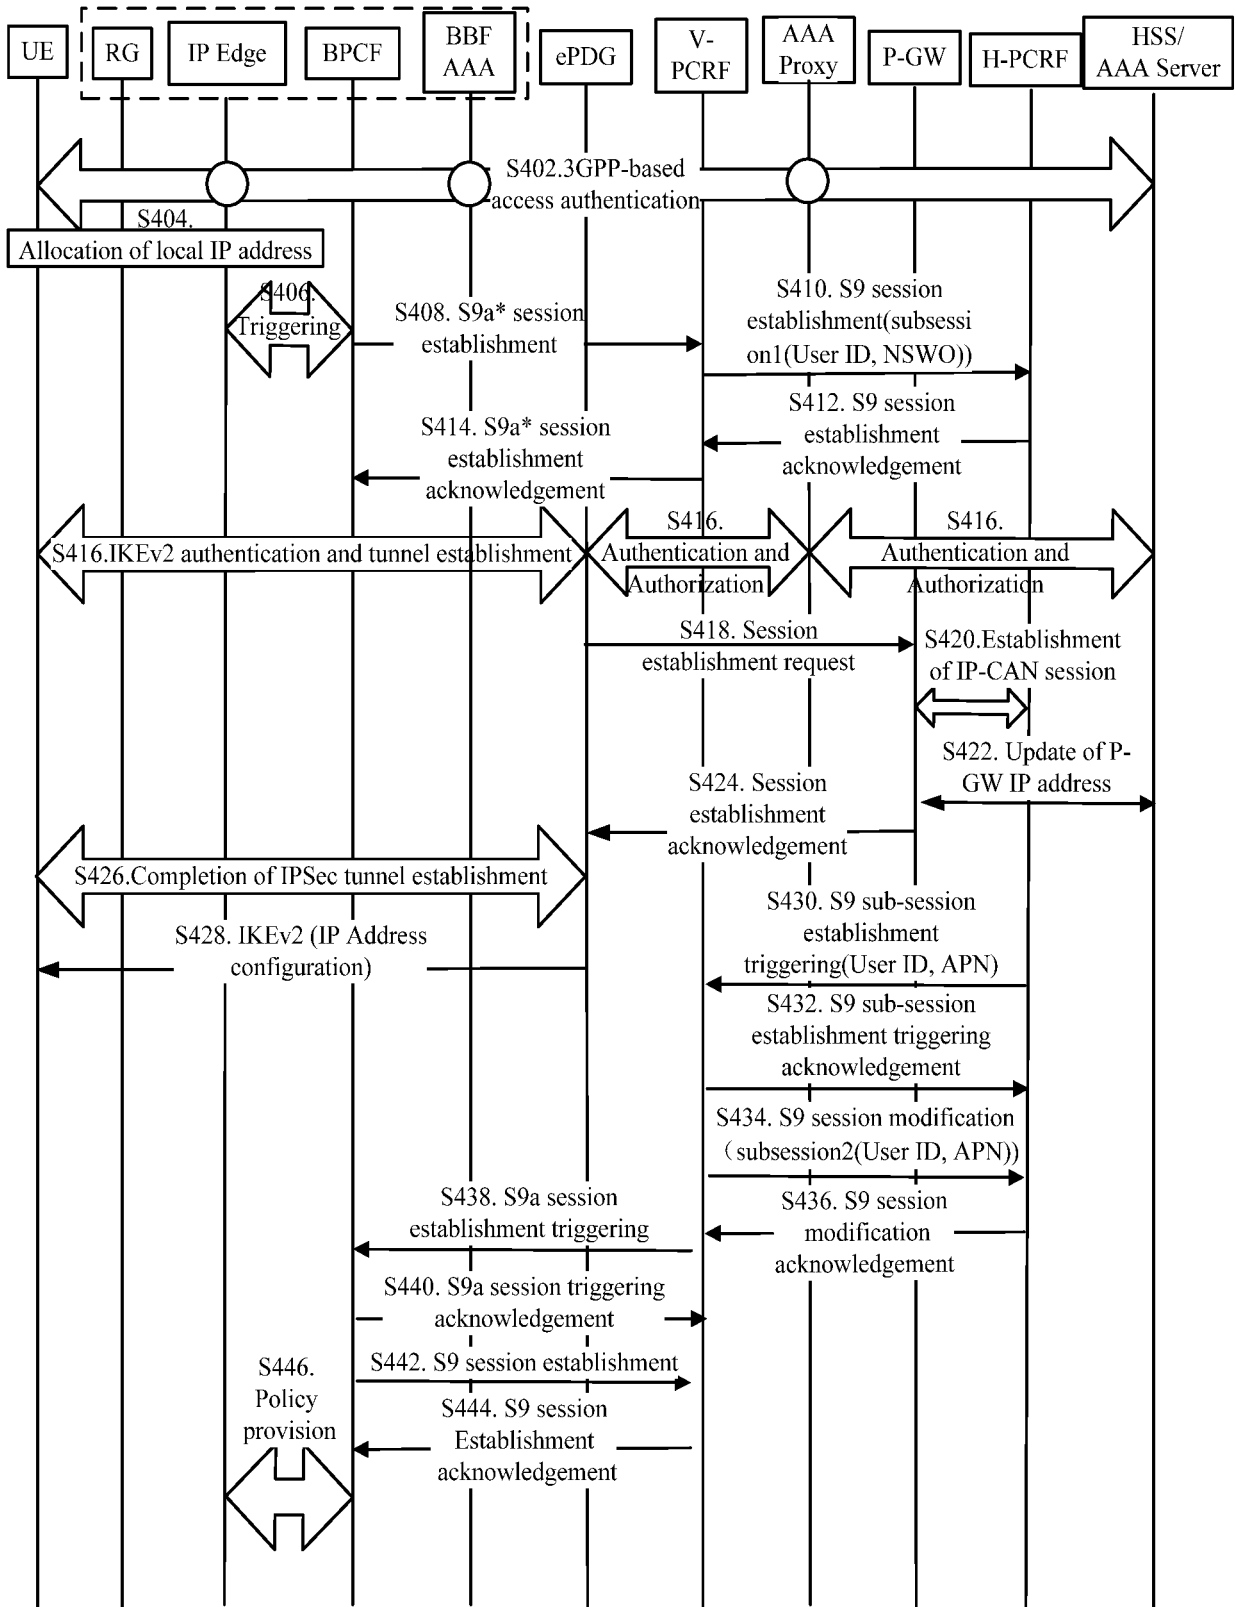 UE
RG
IP Edge
BPCF
BBF
AAA
ePDG
V-
PCRF
AAA
Proxy
P-GW
H-PCRF
HSS/
AAA Server
S402.3GPP-based
access authentication
S404.
Allocation of local IP address
S406.
Triggering
S408. S9a* session
establishment
S410. S9 session
establishment(subsessi
on1(User ID, NSWO))
S412. S9 session
establishment
acknowledgement
S414. S9a* session
establishment
acknowledgement
S416.IKEv2 authentication and tunnel establishment
S416.
Authentication and
Authorization
S416.
Authentication and
Authorization
S418. Session
establishment request
S420.Establishment
of IP-CAN session
S422. Update of P-
GW IP address
S424. Session
establishment
acknowledgement
S426.Completion of IPSec tunnel establishment
S428. IKEv2 (IP Address
configuration)
S430. S9 sub-session
establishment
triggering(User ID, APN)
S432. S9 sub-session
establishment triggering
acknowledgement
S434. S9 session modification
（subsession2(User ID, APN))
S436. S9 session
modification
acknowledgement
S438. S9a session
establishment triggering
S440. S9a session triggering
acknowledgement
S442. S9 session establishment
S444. S9 session
Establishment
acknowledgement
S446.
Policy
provision